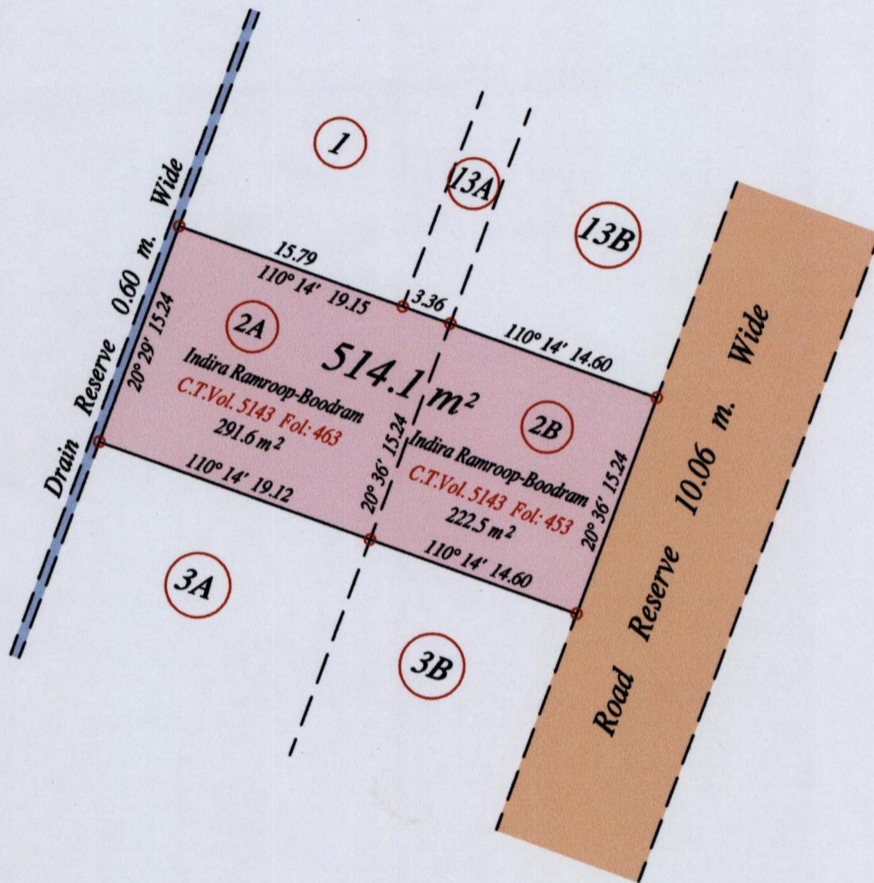 1
13A
13B
Drain Reserve 0.60 m. Wide
15.79
3.36
110° 14' 19.15
110° 14' 14.60
20° 29' 15.24
2A
514.1 m²
Indira Ramroop-Boodram
C.T.Vol. 5143 Fol: 463
291.6 m²
20° 36' 15.24
2B
Indira Ramroop-Boodram
C.T.Vol. 5143 Fol: 453
222.5 m²
20° 36' 15.24
110° 14' 19.12
110° 14' 14.60
3A
3B
Road Reserve 10.06 m. Wide